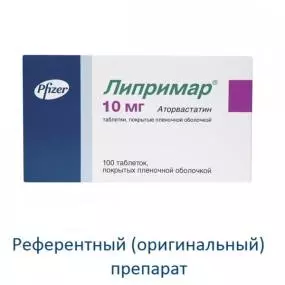 Pfizer
Липримар®
10 мг
Аторвастатин
таблетки, покрытые пленочной оболочкой
100 таблеток,
покрытых пленочной оболочкой
Референтный (оригинальный)
препарат